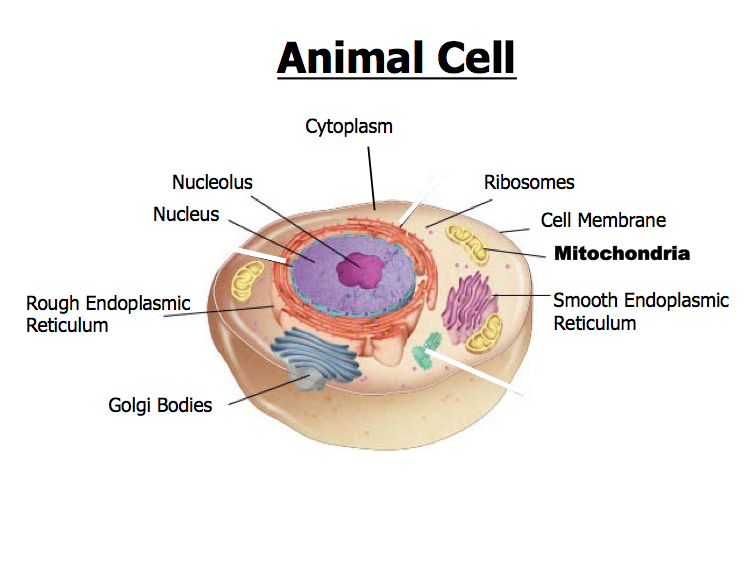 Animal Cell
Cytoplasm
Nucleolus
Ribosomes
Nucleus
Cell Membrane
Mitochondria
Rough Endoplasmic
Reticulum
Smooth Endoplasmic
Reticulum
Golgi Bodies